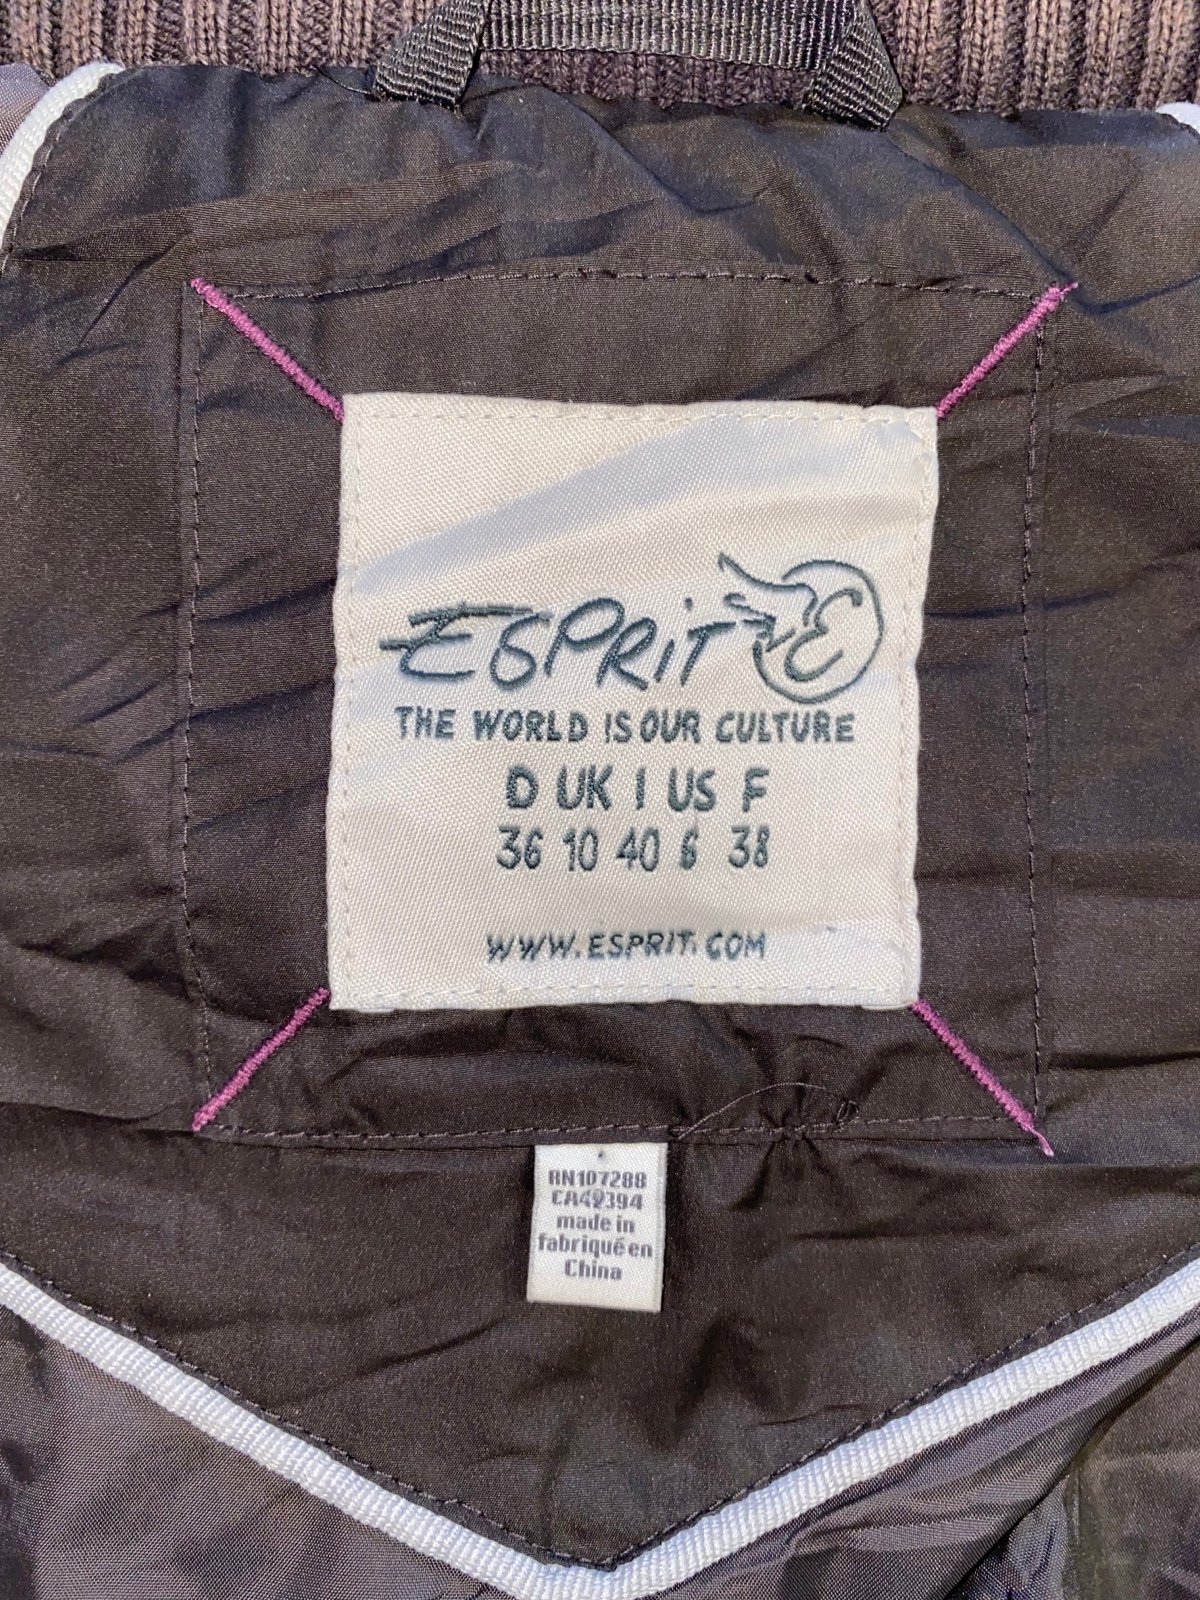 ESPRIT E
THE WORLD IS OUR CULTURE
D UK I US F
36 10 40 6 38
WWW.ESPRIT.COM
RN107288
CA42394
made in
fabriqué en
China